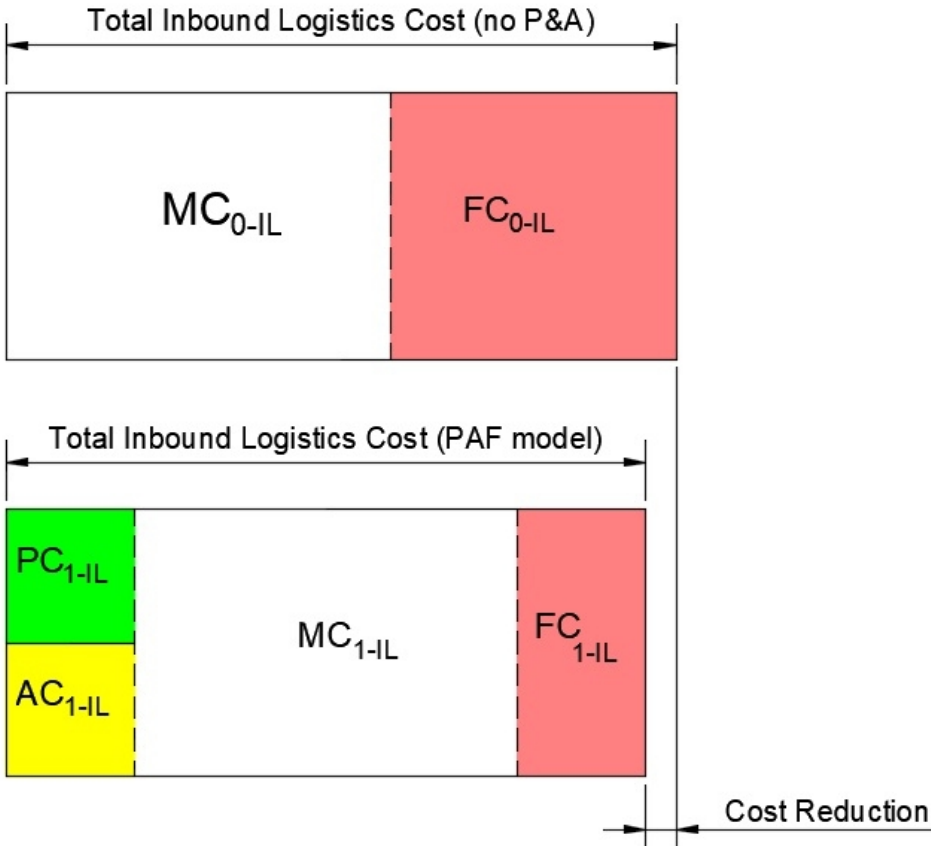 Total Inbound Logistics Cost (no P&A)
MC0-IL
FC0-IL
Total Inbound Logistics Cost (PAF model)
PC1-IL
AC1-IL
MC1-IL
FC1-IL
Cost Reduction